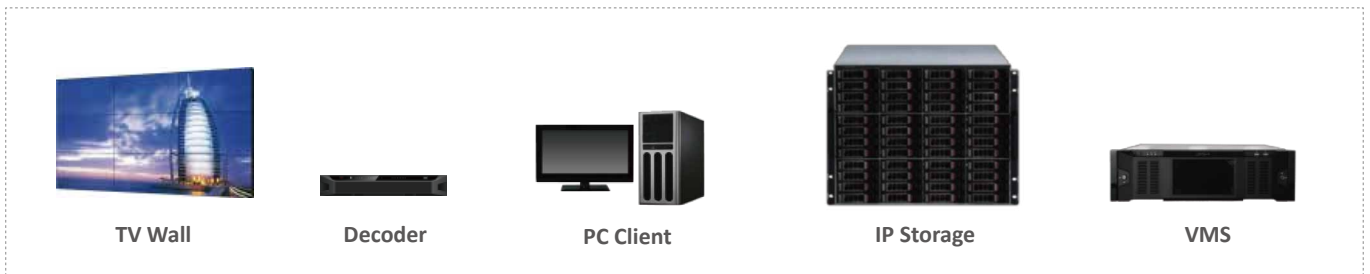 TV Wall
Decoder
PC Client
IP Storage
VMS